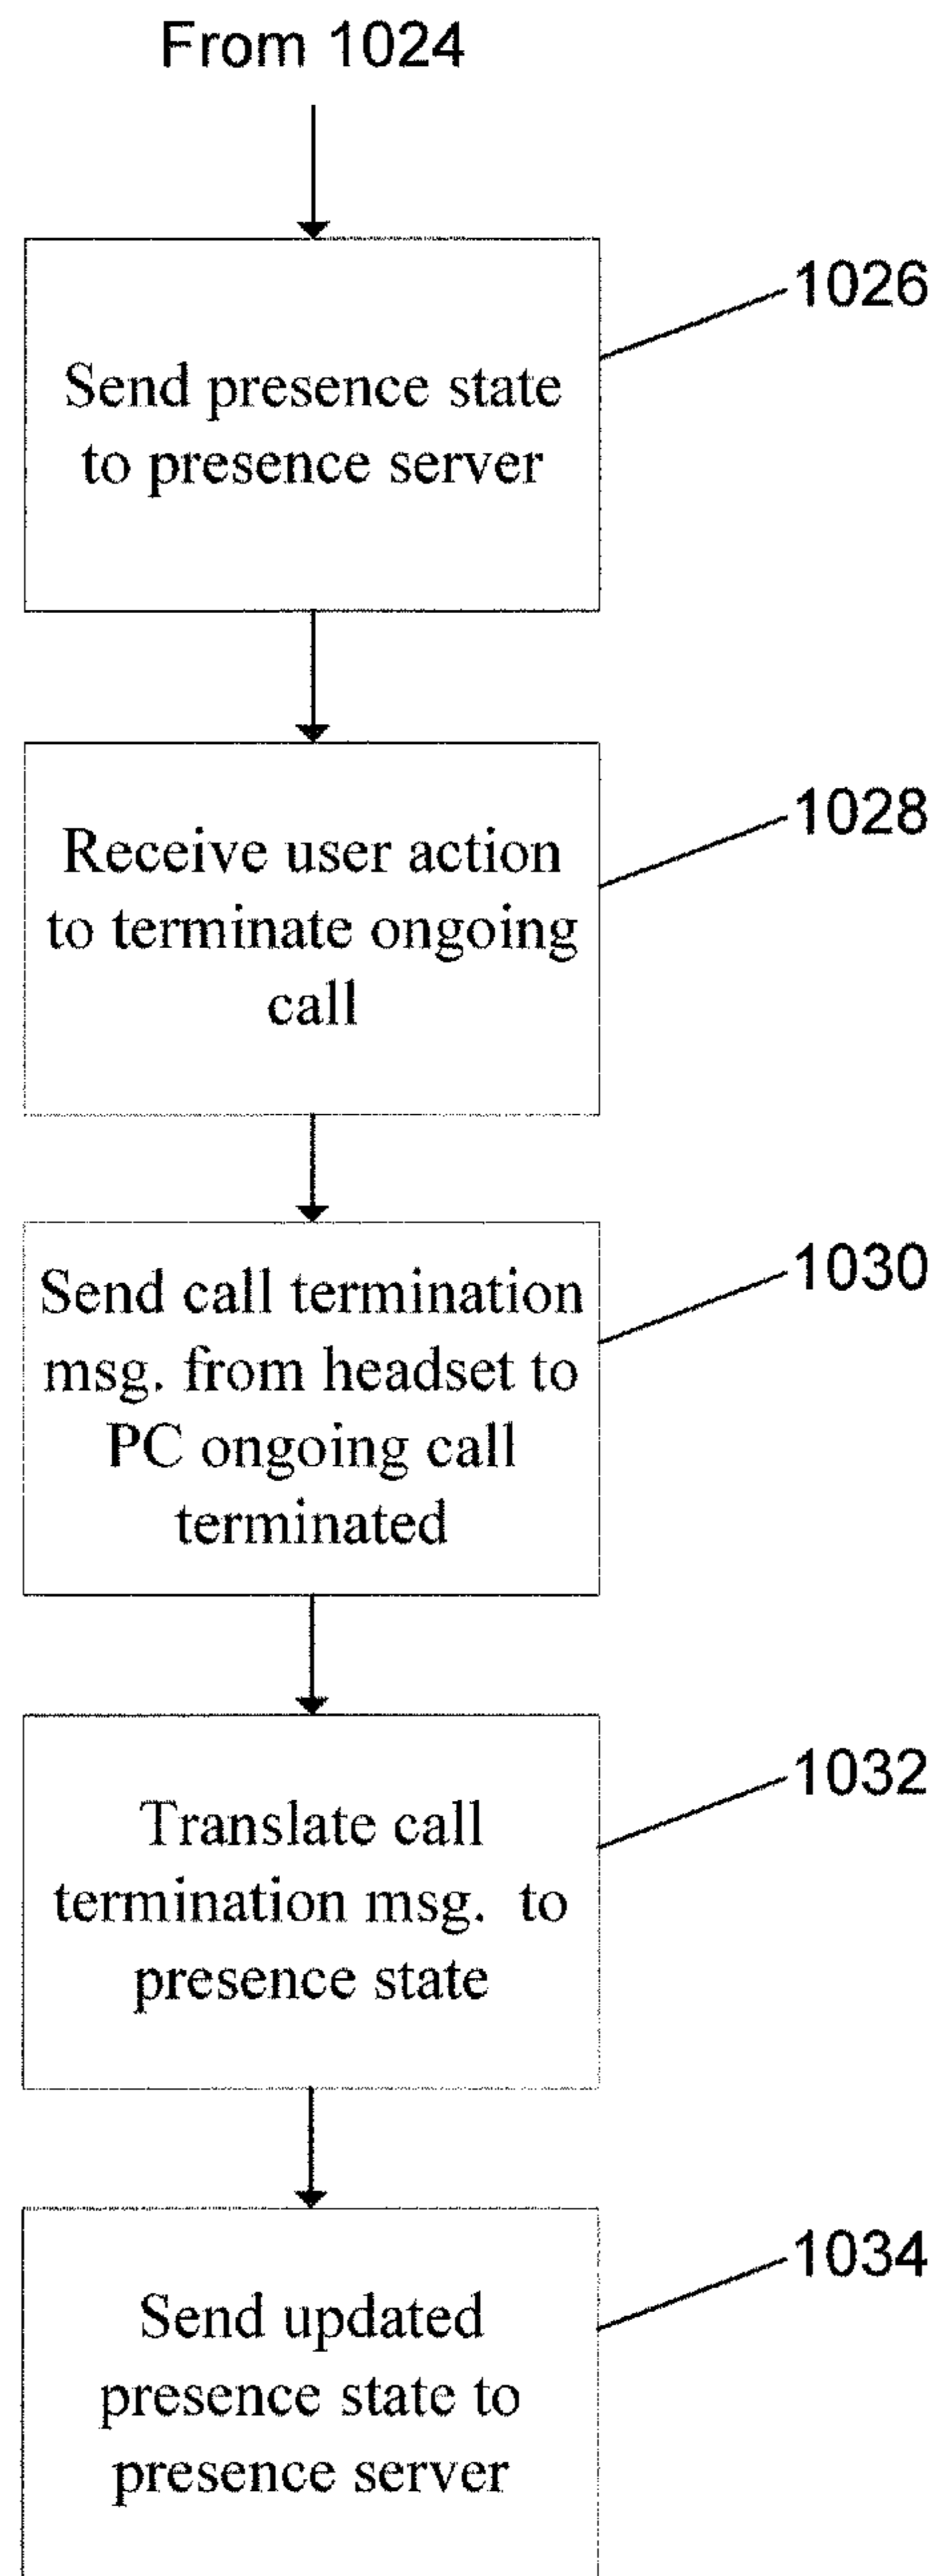 From 1024
1026
Send presence state
to presence server
1028
Receive user action
to terminate ongoing
call
1030
Send call termination
msg. from headset to
PC ongoing call
terminated
1032
Translate call
termination msg. to
presence state
1034
Send updated
presence state to
presence server